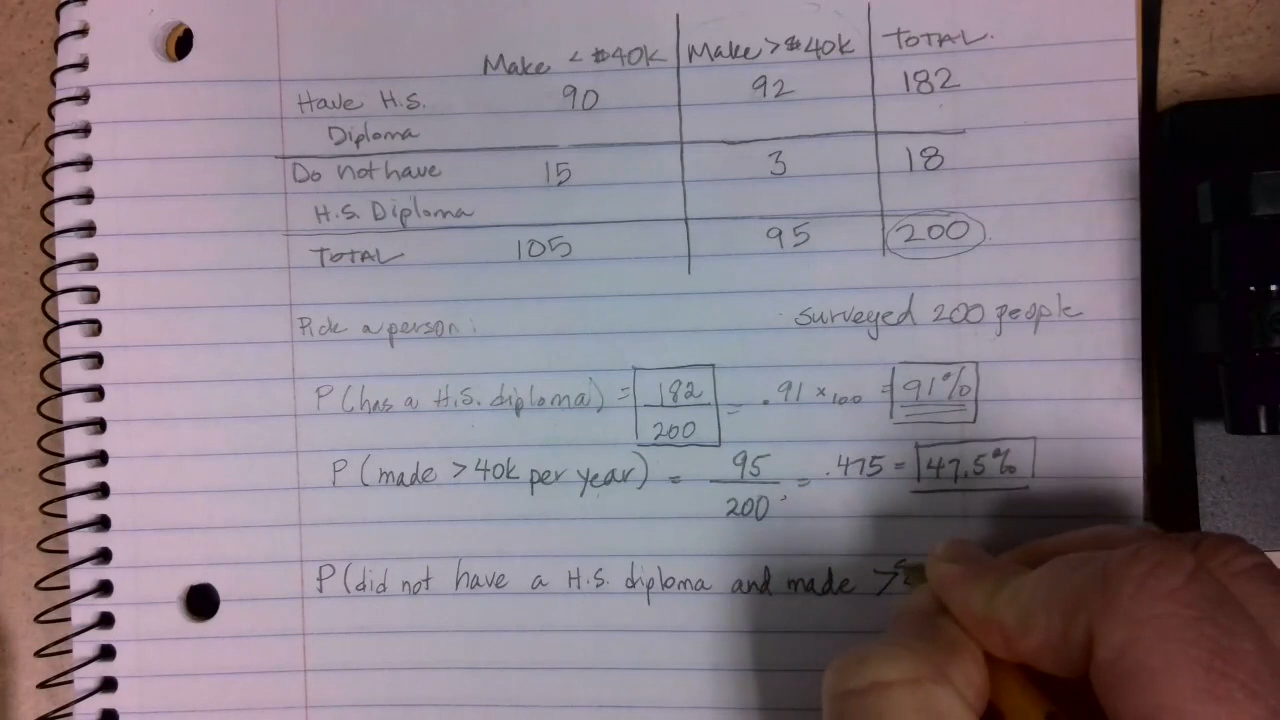 Make < $40K Make > $40K TOTAL.
Have H.S. 90 92 182
Diploma
Do not have 15 3 18
H.S. Diploma
TOTAL 105 95 200
Pick a person: surveyed 200 people
P(has a H.S. diploma) = 182/200 = .91 × 100 = 91%
P(made > 40K per year) = 95/200 = .475 = 47.5%
P(did not have a H.S. diploma and made >